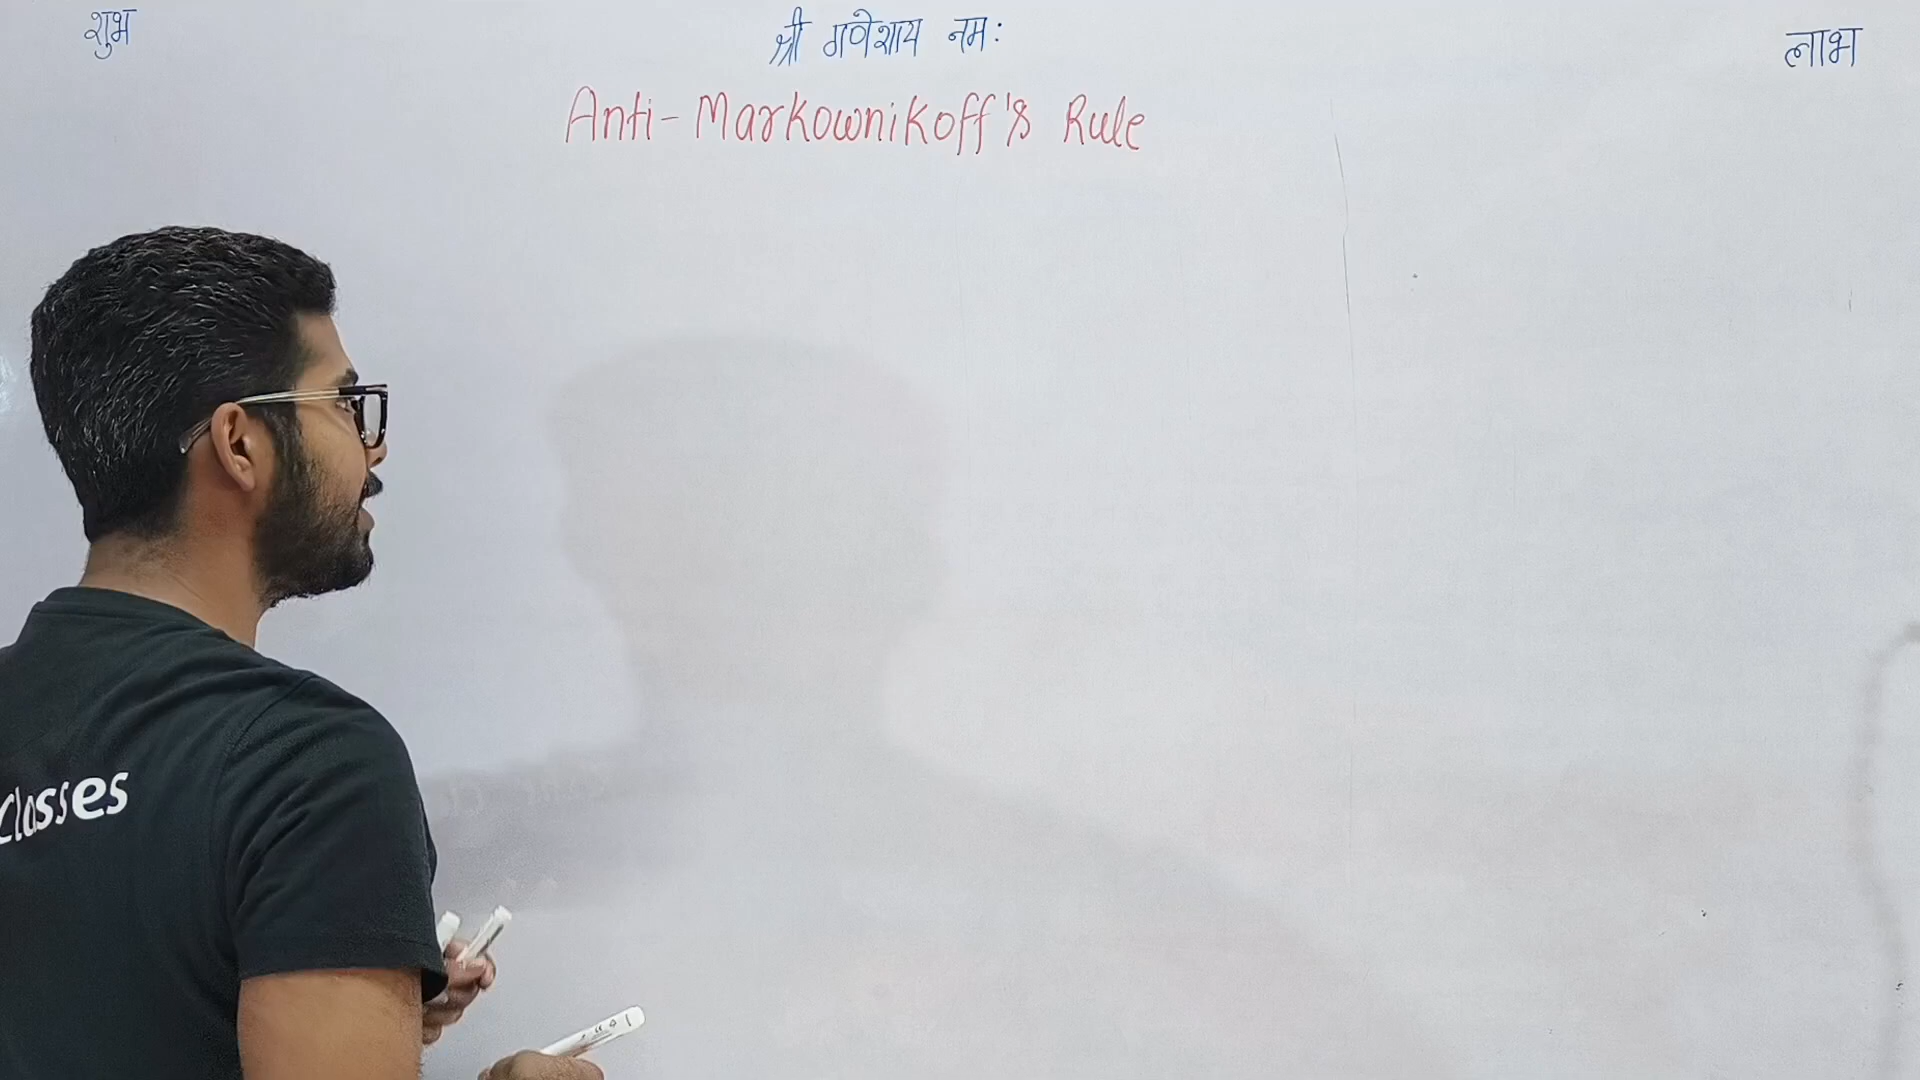 शुभ श्री गणेशाय नमः लाभ
Anti-Markownikoff's Rule
Classes